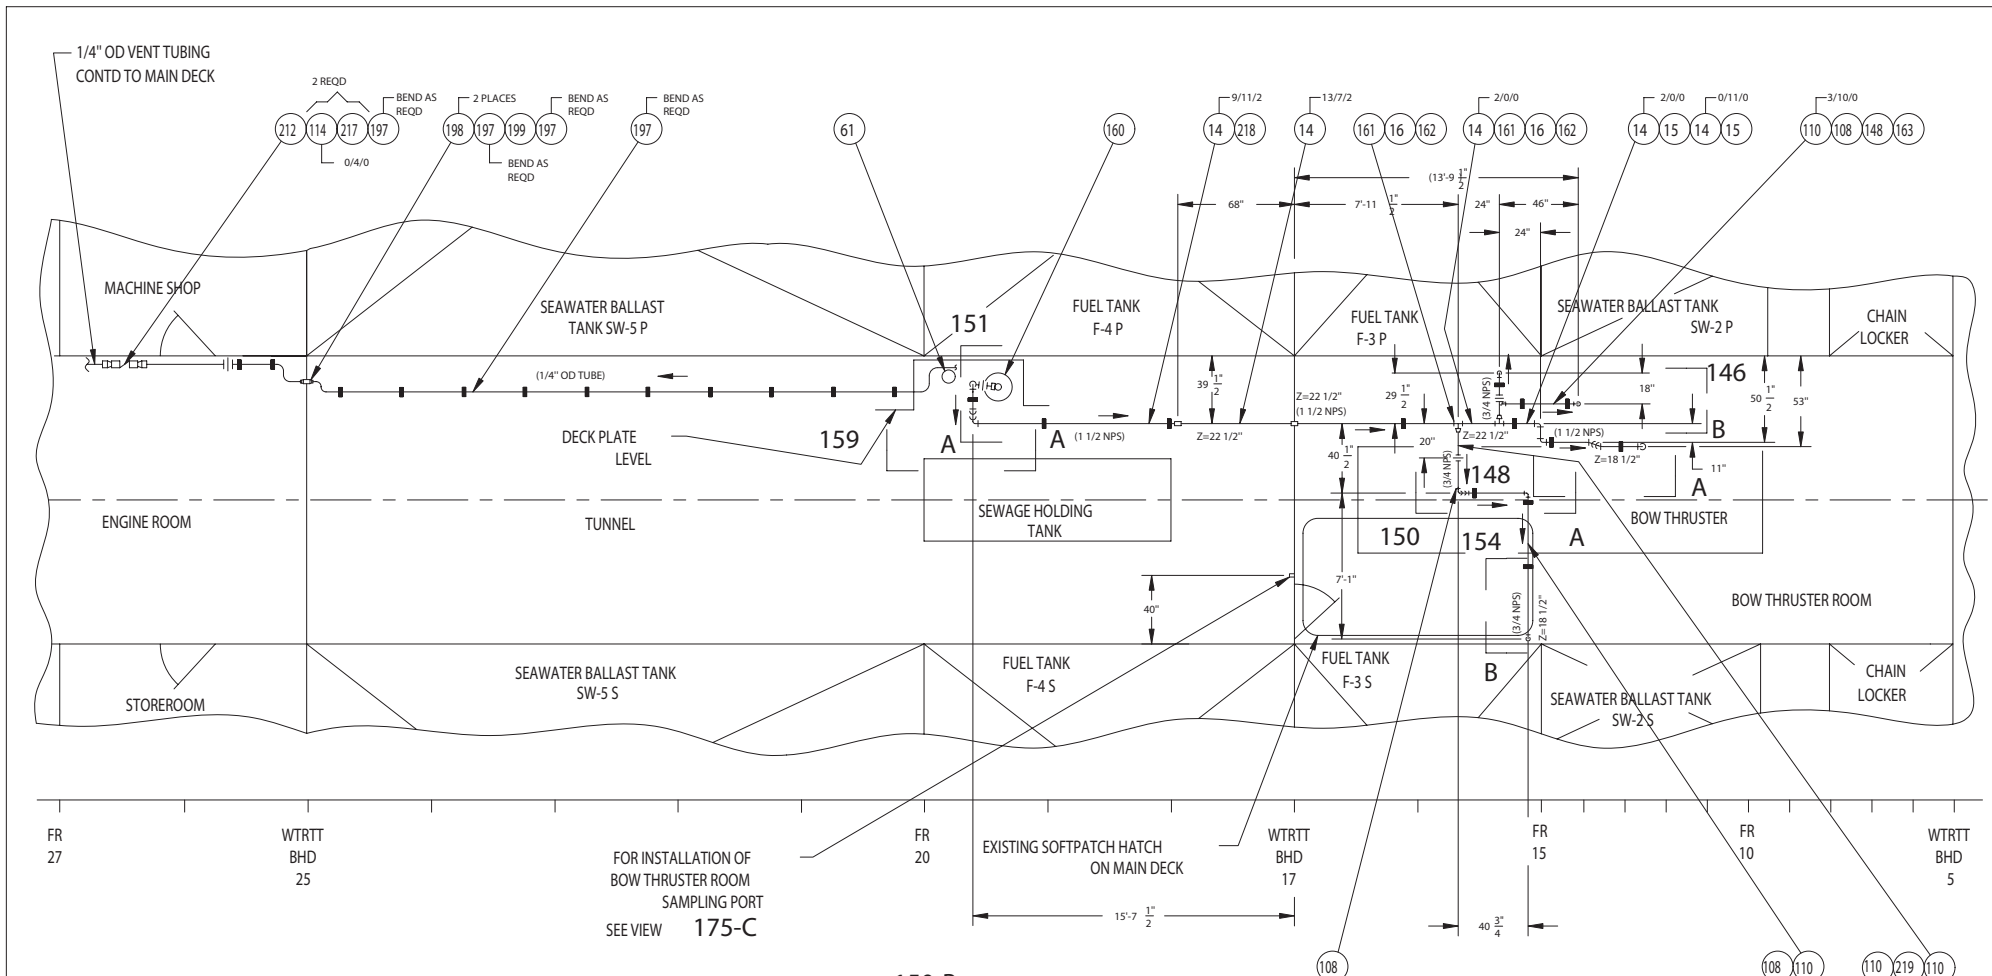 1/4" OD VENT TUBING
CONTD TO MAIN DECK
2 REQD
BEND AS
REQD
2 PLACES
BEND AS
REQD
BEND AS
REQD
212 114 217 197
0/4/0
198 197 199 197
BEND AS
REQD
197
61
160
9/11/2
14 218
13/7/2
14
161 16 162
2/0/0
14 161 16 162
2/0/0
0/11/0
14 15 14 15
3/10/0
110 108 148 163
(13'-9 1/2"
68"
7'-11 1/2"
24"
46"
24"
MACHINE SHOP
SEAWATER BALLAST
TANK SW-5 P
FUEL TANK
F-4 P
FUEL TANK
F-3 P
SEAWATER BALLAST TANK
SW-2 P
CHAIN
LOCKER
151
(1/4" OD TUBE)
39 1/2"
Z=22 1/2"
(1 1/2 NPS)
29 1/2"
(3/4 NPS)
18"
146
50 1/2"
53"
DECK PLATE
LEVEL
159
A
A
(1 1/2 NPS)
Z=22 1/2"
40 1/2"
20"
Z=22 1/2"
(1 1/2 NPS)
Z=18 1/2"
B
11"
(3/4 NPS)
148
A
ENGINE ROOM
TUNNEL
SEWAGE HOLDING
TANK
150
154
A
BOW THRUSTER
40"
7'-1"
(3/4 NPS)
Z=18 1/2"
BOW THRUSTER ROOM
STOREROOM
SEAWATER BALLAST TANK
SW-5 S
FUEL TANK
F-4 S
FUEL TANK
F-3 S
B
SEAWATER BALLAST TANK
SW-2 S
CHAIN
LOCKER
FR
27
WTRTT
BHD
25
FR
20
WTRTT
BHD
17
FR
15
FR
10
WTRTT
BHD
5
FOR INSTALLATION OF
BOW THRUSTER ROOM
SAMPLING PORT
SEE VIEW 175-C
EXISTING SOFTPATCH HATCH
ON MAIN DECK
15'-7 1/2"
40 3/4"
108
108 110
110 219 110